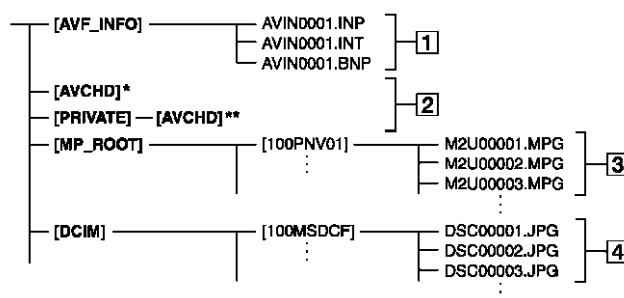 [AVF_INFO] AVIN0001.INP
AVIN0001.INT
AVIN0001.BNP
1
[AVCHD]*
2
[PRIVATE] [AVCHD]**
[MP_ROOT] [100PNV01] M2U00001.MPG
M2U00002.MPG
3
M2U00003.MPG
[DCIM] [100MSDCF] DSC00001.JPG
DSC00002.JPG
4
DSC00003.JPG